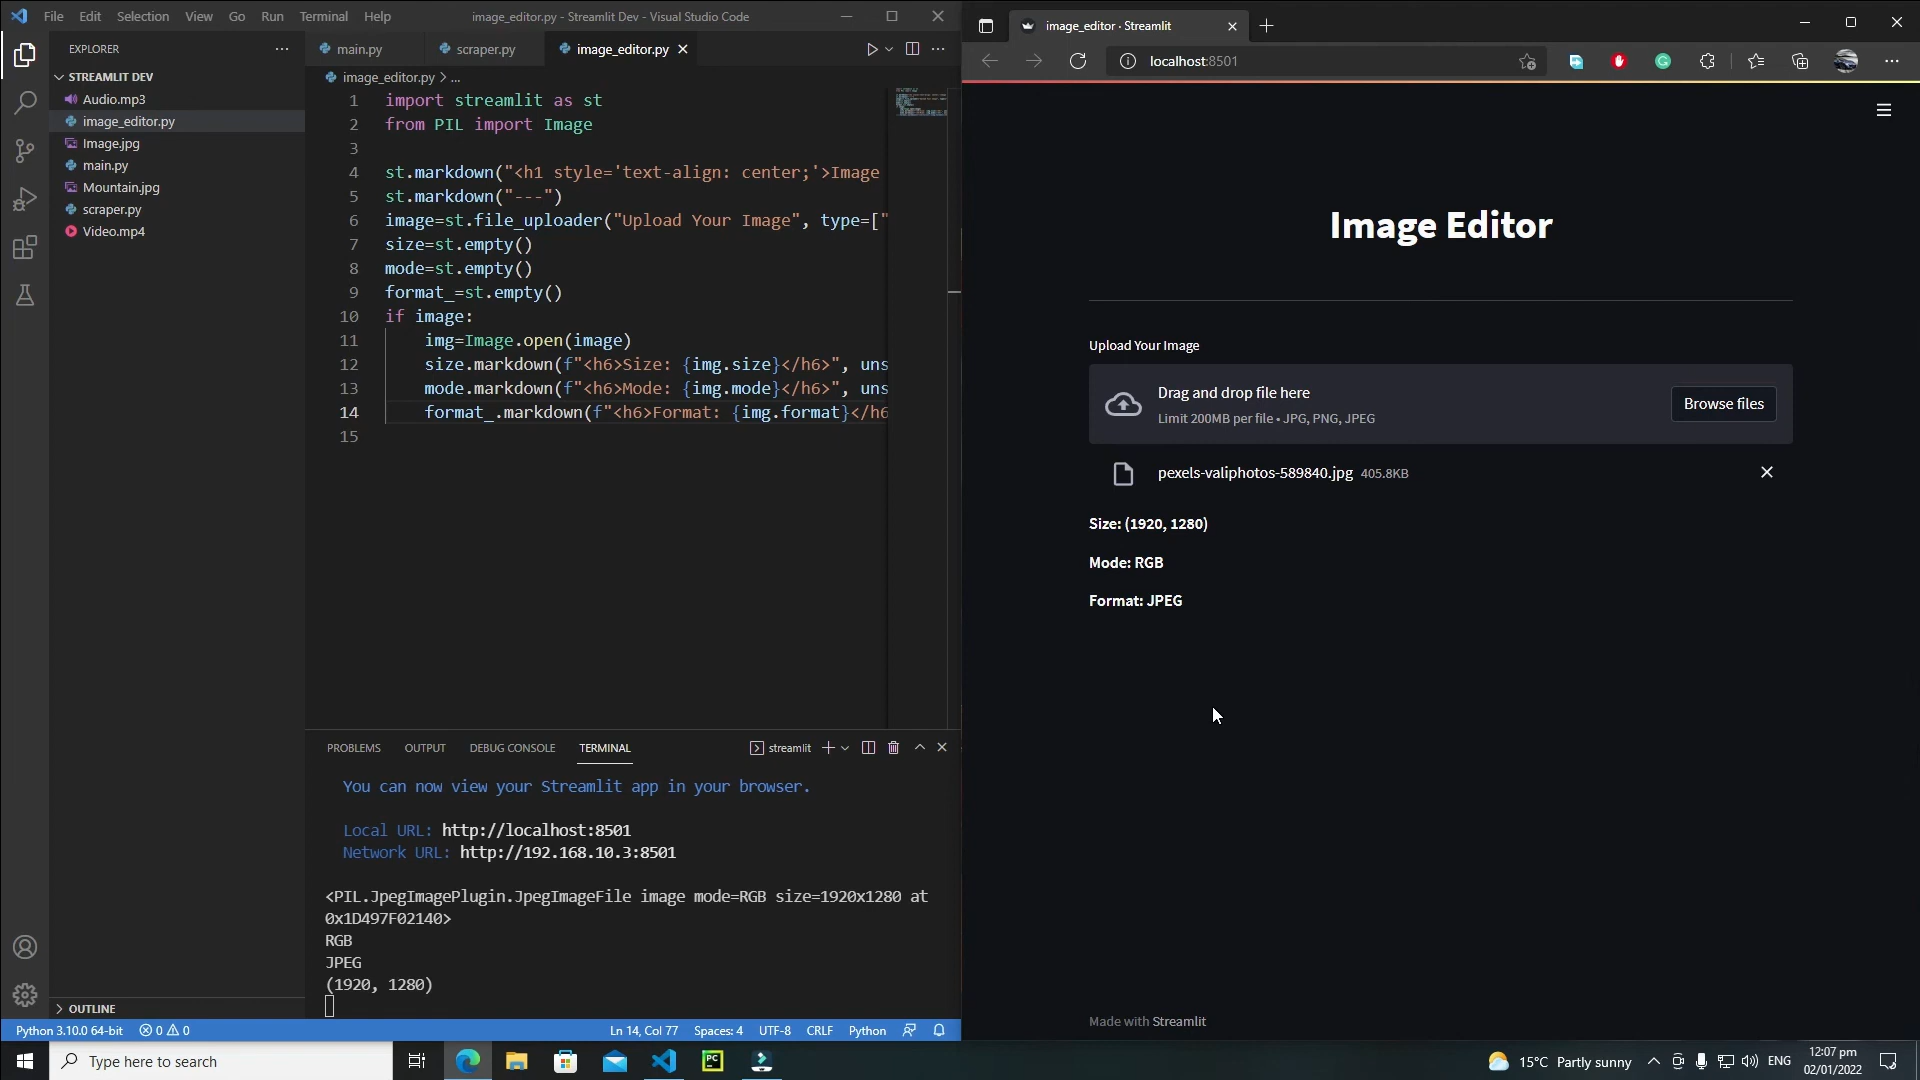 File Edit Selection View Go Run Terminal Help
image_editor.py - Streamlit Dev - Visual Studio Code
EXPLORER
STREAMLIT DEV
Audio.mp3
image_editor.py
Image.jpg
main.py
Mountain.jpg
scraper.py
Video.mp4
OUTLINE
main.py scraper.py image_editor.py
image_editor.py > ...
1 import streamlit as st
2 from PIL import Image
3
4 st.markdown("<h1 style='text-align: center;'>Image
5 st.markdown("---")
6 image=st.file_uploader("Upload Your Image", type=["
7 size=st.empty()
8 mode=st.empty()
9 format_=st.empty()
10 if image:
11 img=Image.open(image)
12 size.markdown(f"<h6>Size: {img.size}</h6>", uns
13 mode.markdown(f"<h6>Mode: {img.mode}</h6>", uns
14 format_.markdown(f"<h6>Format: {img.format}</h6
15
PROBLEMS OUTPUT DEBUG CONSOLE TERMINAL streamlit
You can now view your Streamlit app in your browser.
Local URL: http://localhost:8501
Network URL: http://192.168.10.3:8501
<PIL.JpegImagePlugin.JpegImageFile image mode=RGB size=1920x1280 at
0x1D497F02140>
RGB
JPEG
(1920, 1280)
Python 3.10.0 64-bit 0 0 Ln 14, Col 77 Spaces: 4 UTF-8 CRLF Python
image_editor · Streamlit
localhost:8501
Image Editor
Upload Your Image
Drag and drop file here
Limit 200MB per file • JPG, PNG, JPEG
Browse files
pexels-valiphotos-589840.jpg 405.8KB
Size: (1920, 1280)
Mode: RGB
Format: JPEG
Made with Streamlit
Type here to search
PC
15°C Partly sunny
ENG
12:07 pm
02/01/2022